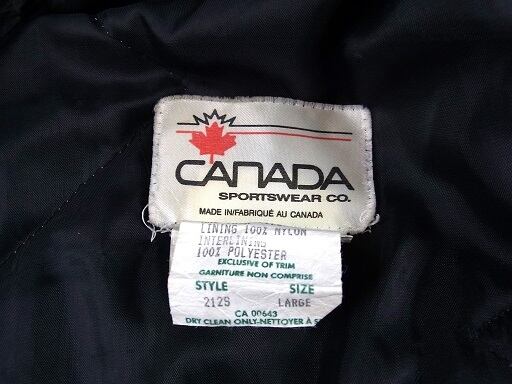 CANADA
SPORTSWEAR CO.
MADE IN/FABRIQUÉ AU CANADA
LINING 100% NYLON
INTERLINING
100% POLYESTER
EXCLUSIVE OF TRIM
GARNITURE NON COMPRISE
STYLE SIZE
2125 LARGE
CA 00643
DRY CLEAN ONLY-NETTOYER À